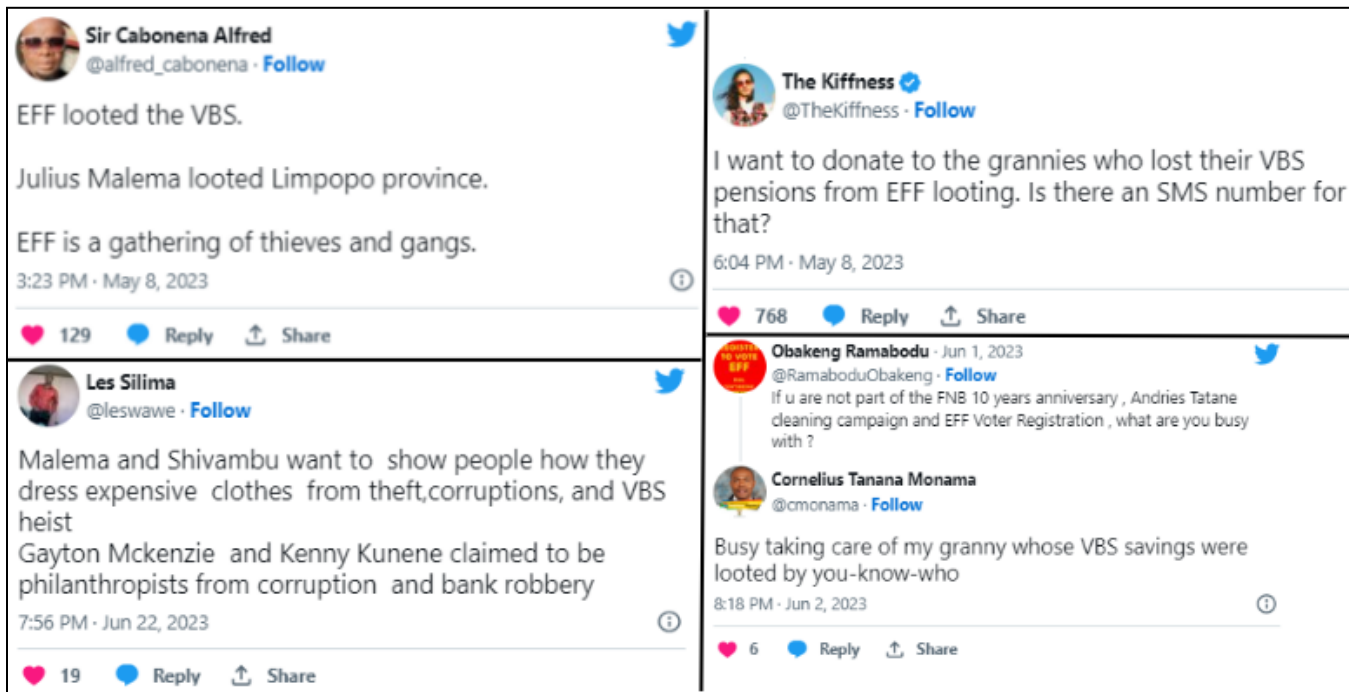 Sir Cabonena Alfred
@alfred_cabonena · Follow
EFF looted the VBS.
Julius Malema looted Limpopo province.
EFF is a gathering of thieves and gangs.
3:23 PM · May 8, 2023
129 Reply Share
The Kiffness
@TheKiffness · Follow
I want to donate to the grannies who lost their VBS
pensions from EFF looting. Is there an SMS number for
that?
6:04 PM · May 8, 2023
768 Reply Share
Les Silima
@leswawe · Follow
Malema and Shivambu want to show people how they
dress expensive clothes from theft,corruptions, and VBS
heist
Gayton Mckenzie and Kenny Kunene claimed to be
philanthropists from corruption and bank robbery
7:56 PM · Jun 22, 2023
19 Reply Share
REGISTER
TO VOTE
EFF
Obakeng Ramabodu · Jun 1, 2023
@RamaboduObakeng · Follow
If u are not part of the FNB 10 years anniversary , Andries Tatane
cleaning campaign and EFF Voter Registration , what are you busy
with ?
Cornelius Tanana Monama
@cmonama · Follow
Busy taking care of my granny whose VBS savings were
looted by you-know-who
8:18 PM · Jun 2, 2023
6 Reply Share